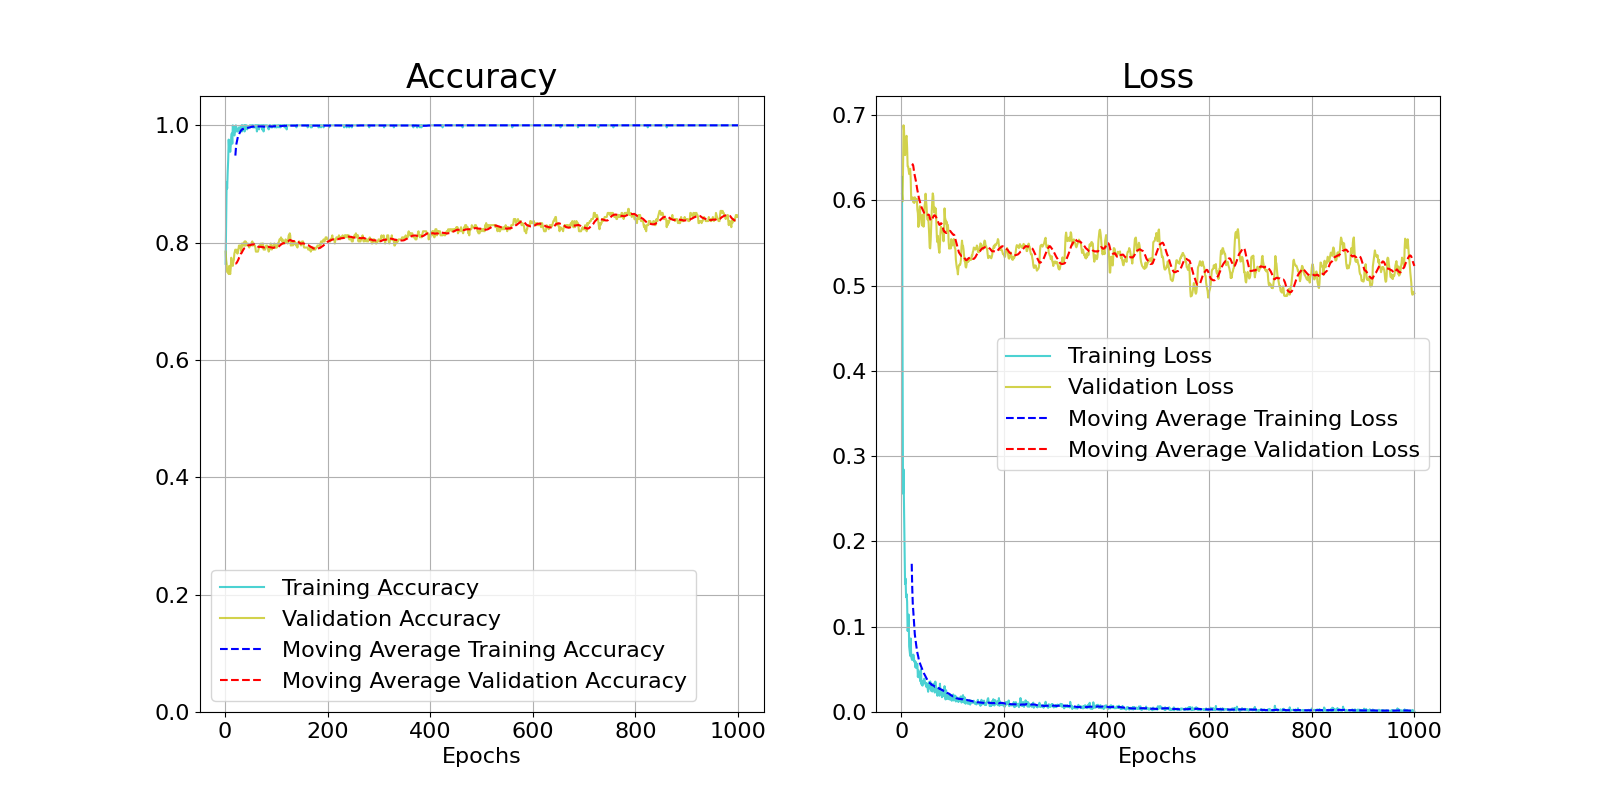 Accuracy
1.0
0.8
0.6
0.4
0.2
0.0
Training Accuracy
Validation Accuracy
Moving Average Training Accuracy
Moving Average Validation Accuracy
0 200 400 600 800 1000
Epochs
Loss
0.7
0.6
0.5
0.4
0.3
0.2
0.1
0.0
Training Loss
Validation Loss
Moving Average Training Loss
Moving Average Validation Loss
0 200 400 600 800 1000
Epochs